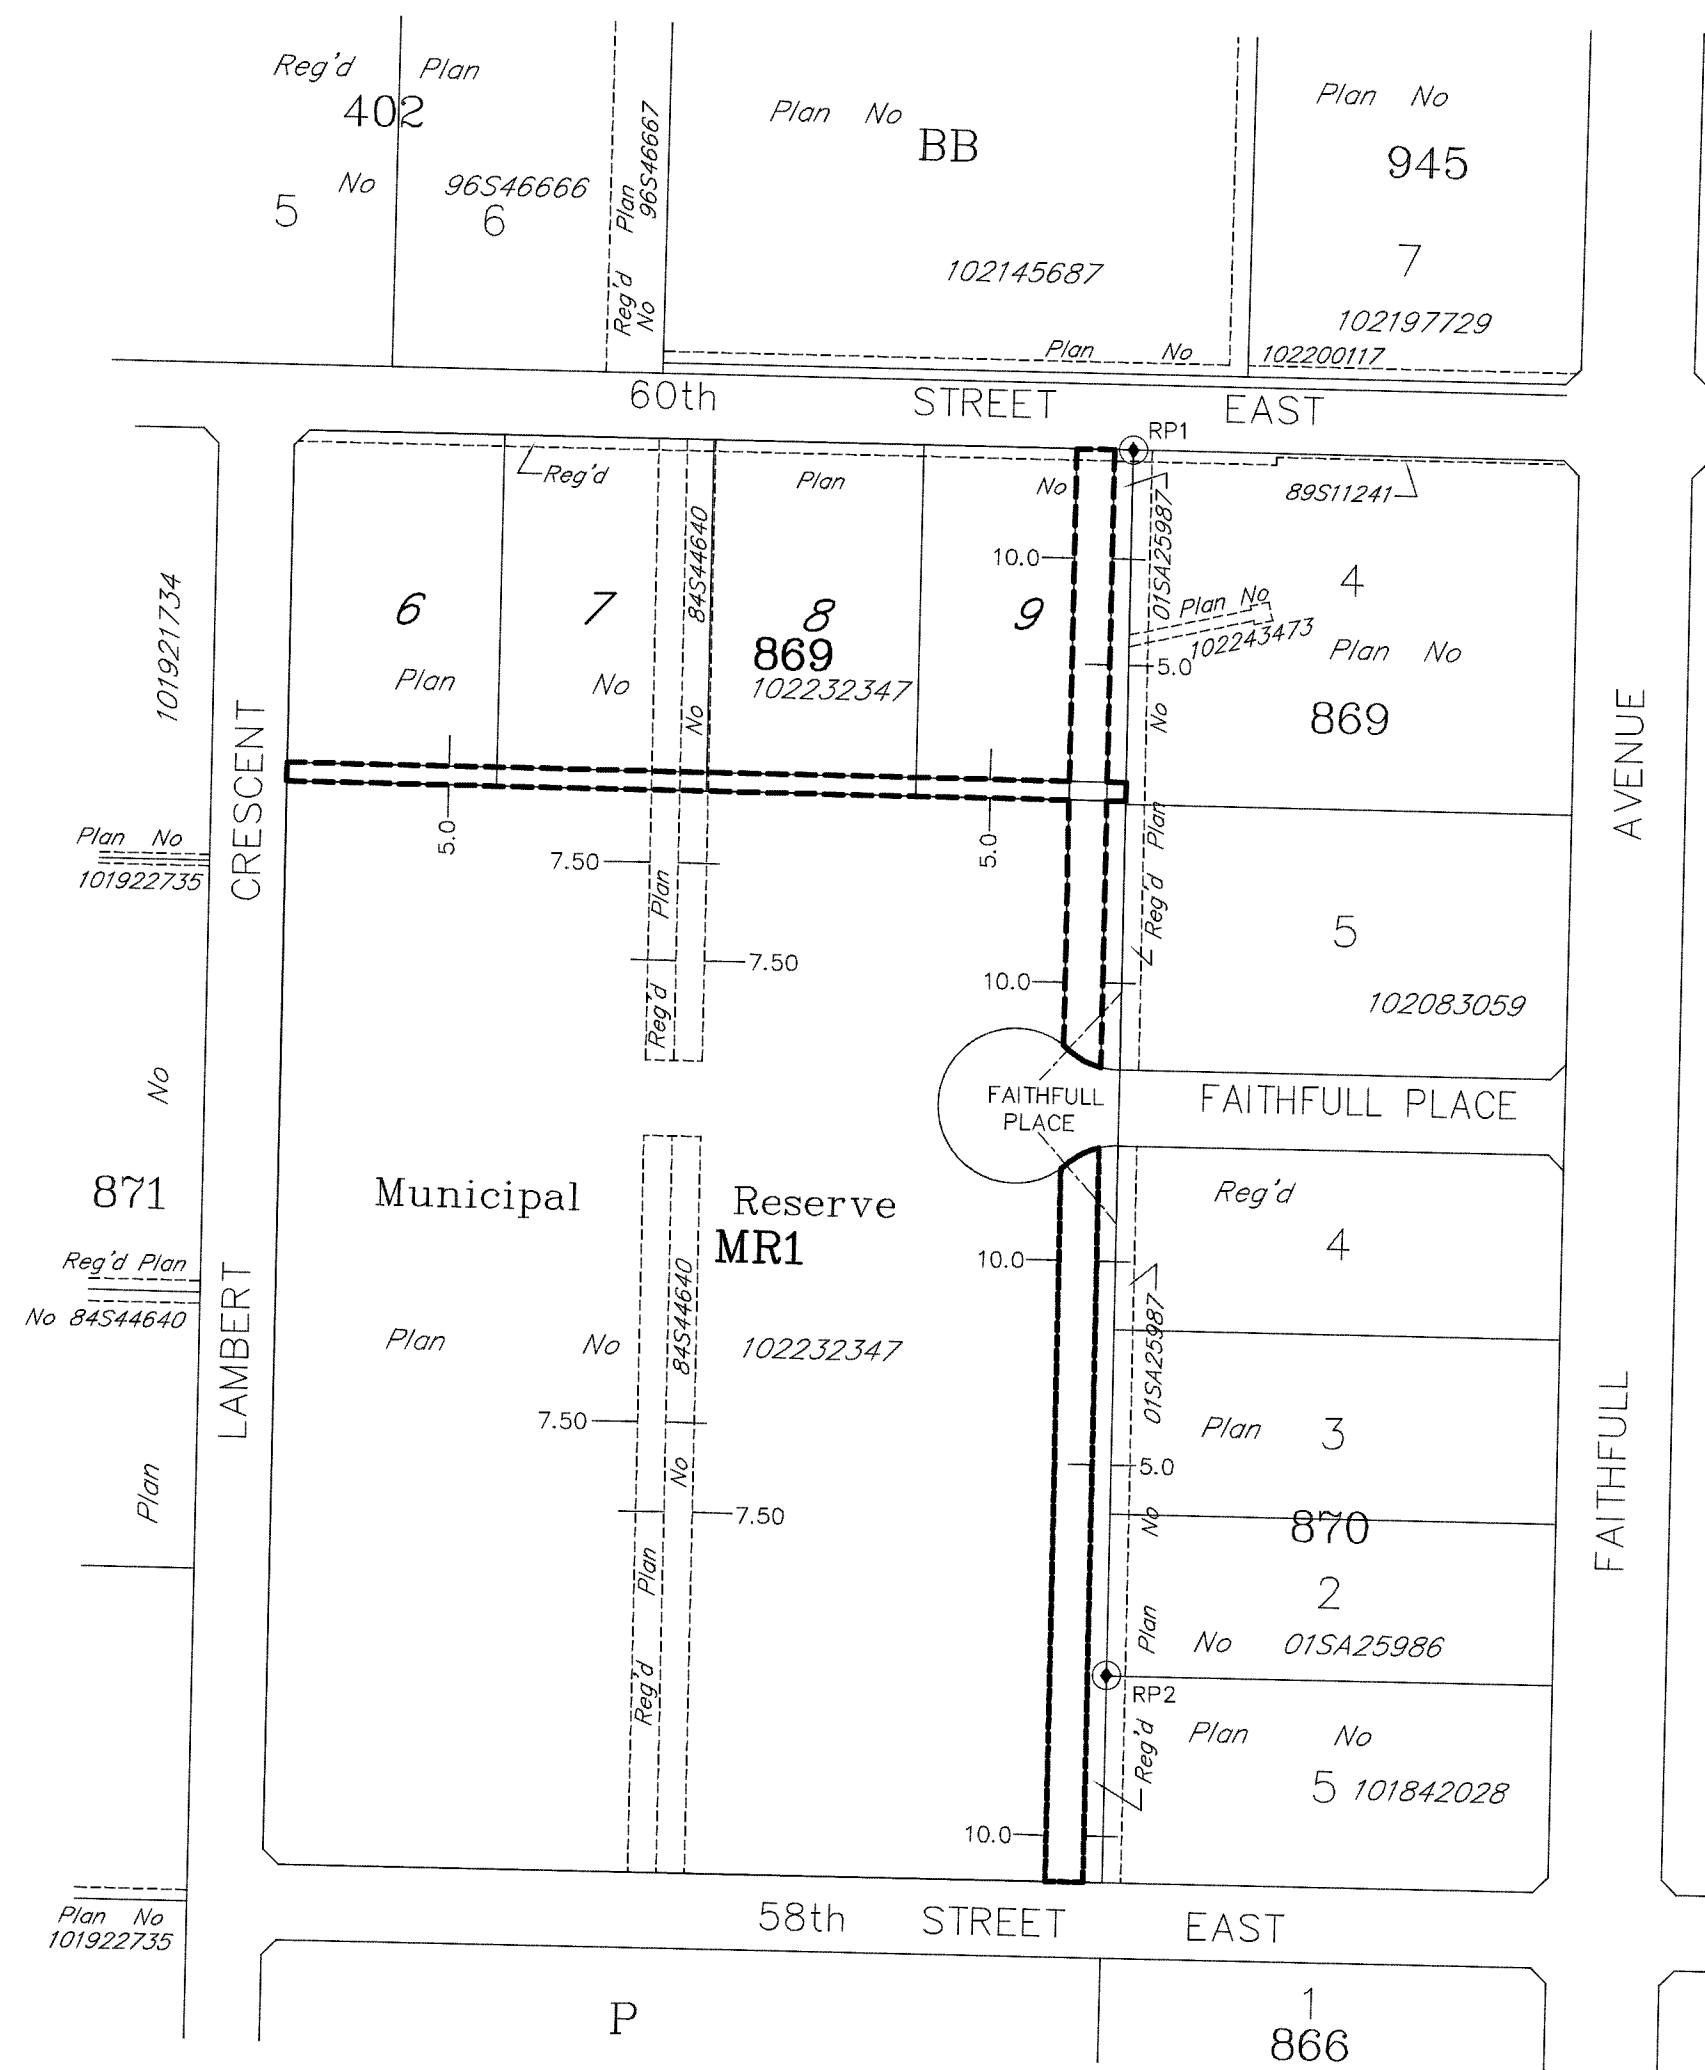 Reg'd Plan
402
No 96S46666
5 6
Reg'd Plan
No 96S46667
Plan No
BB
102145687
Plan No
945
7
102197729
Plan No 102200117
60th STREET EAST
RP1
Reg'd Plan No 89S11241
101921734
84S44640
No
01SA25987
10.0
4
6 7 8 9
Plan No
102243473
869
Plan No 102232347
5.0
Plan No
869
No
CRESCENT
AVENUE
5.0
5.0
Plan No
101922735
7.50
Plan
Reg'd
7.50
Reg'd Plan
5
10.0
102083059
No
FAITHFULL
PLACE
FAITHFULL PLACE
871
Municipal Reserve
MR1
Reg'd
4
Reg'd Plan
No 84S44640
10.0
84S44640
No
01SA25987
Plan No 102232347
LAMBERT
FAITHFULL
7.50
Plan 3
5.0
Plan
7.50
No
870
2
Plan
Reg'd
Plan
No 01SA25986
RP2
Reg'd
Plan No
5 101842028
10.0
Plan No
101922735
58th STREET EAST
P
1
866